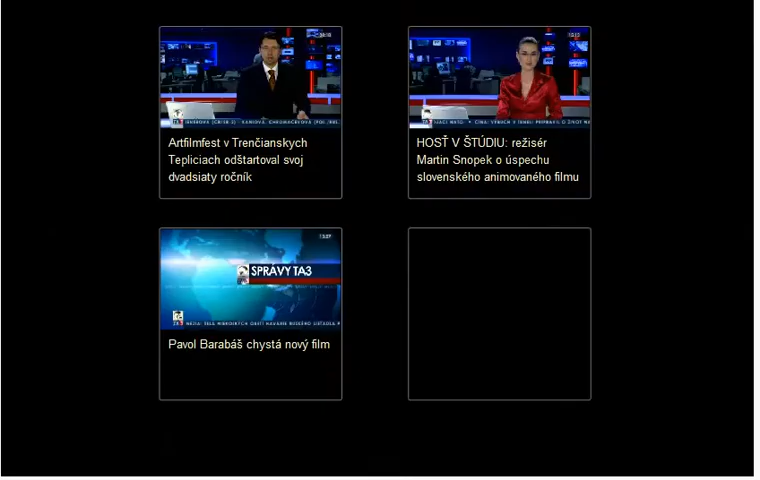 Artfilmfest v Trenčianskych
Tepliciach odštartoval svoj
dvadsiaty ročník
HOSŤ V ŠTÚDIU: režisér
Martin Snopek o úspechu
slovenského animovaného filmu
SPRÁVY TA3
Pavol Barabáš chystá nový film